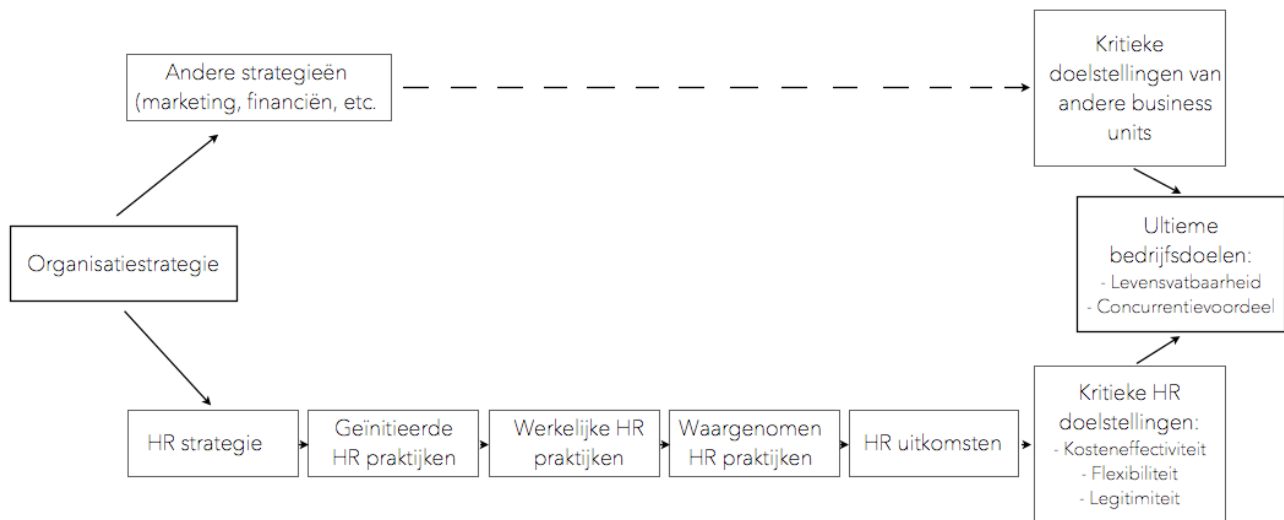 Andere strategieën
(marketing, financiën, etc.
Kritieke
doelstellingen van
andere business
units
Organisatiestrategie
Ultieme
bedrijfsdoelen:
- Levensvatbaarheid
- Concurrentievoordeel
HR strategie
Geïnitieerde
HR praktijken
Werkelijke HR
praktijken
Waargenomen
HR praktijken
HR uitkomsten
Kritieke HR
doelstellingen:
- Kosteneffectiviteit
- Flexibiliteit
- Legitimiteit